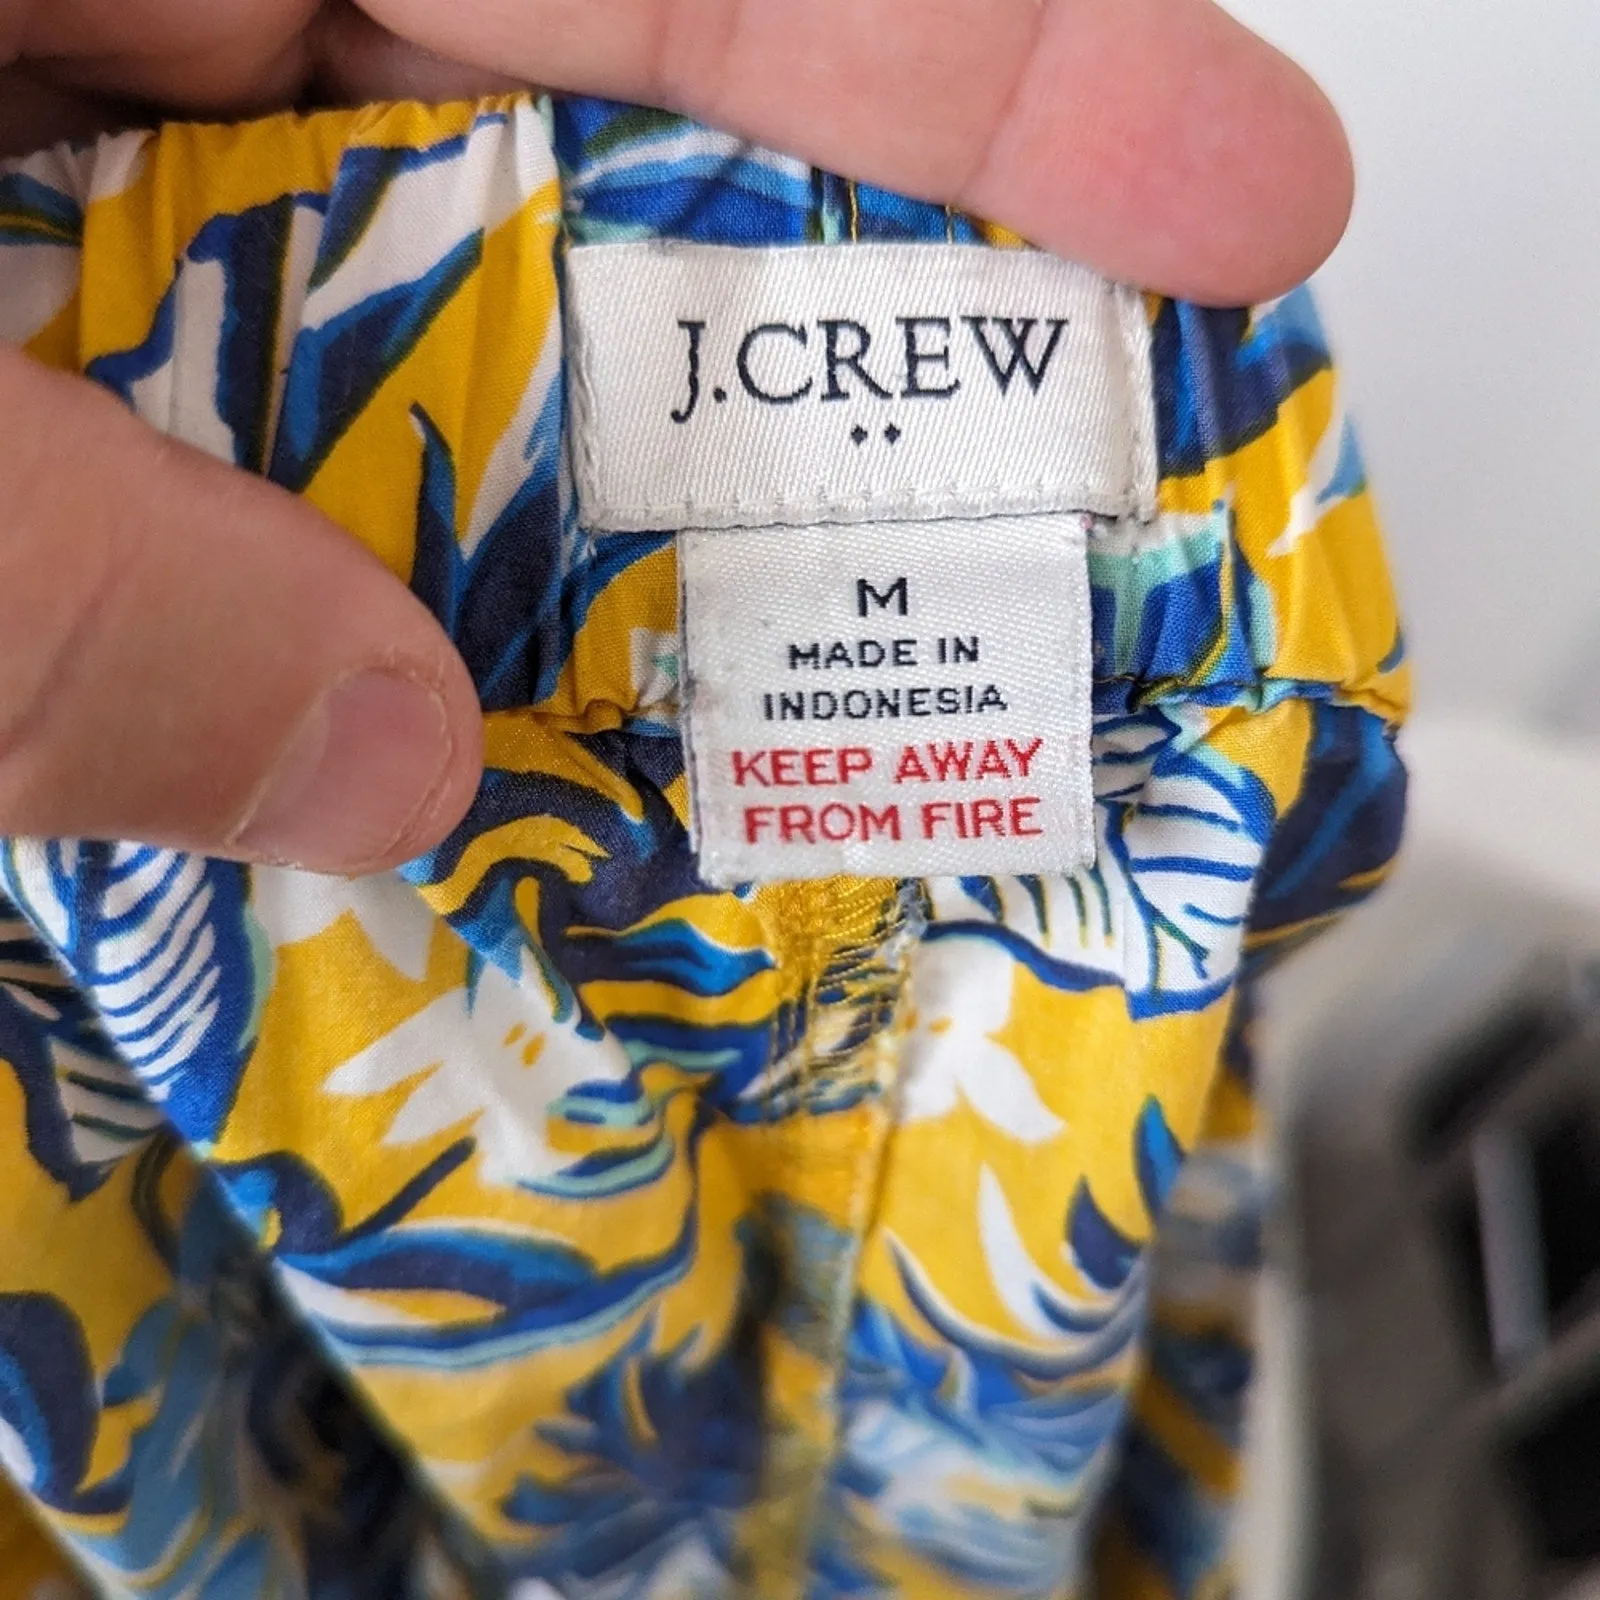 J.CREW
M
MADE IN
INDONESIA
KEEP AWAY
FROM FIRE